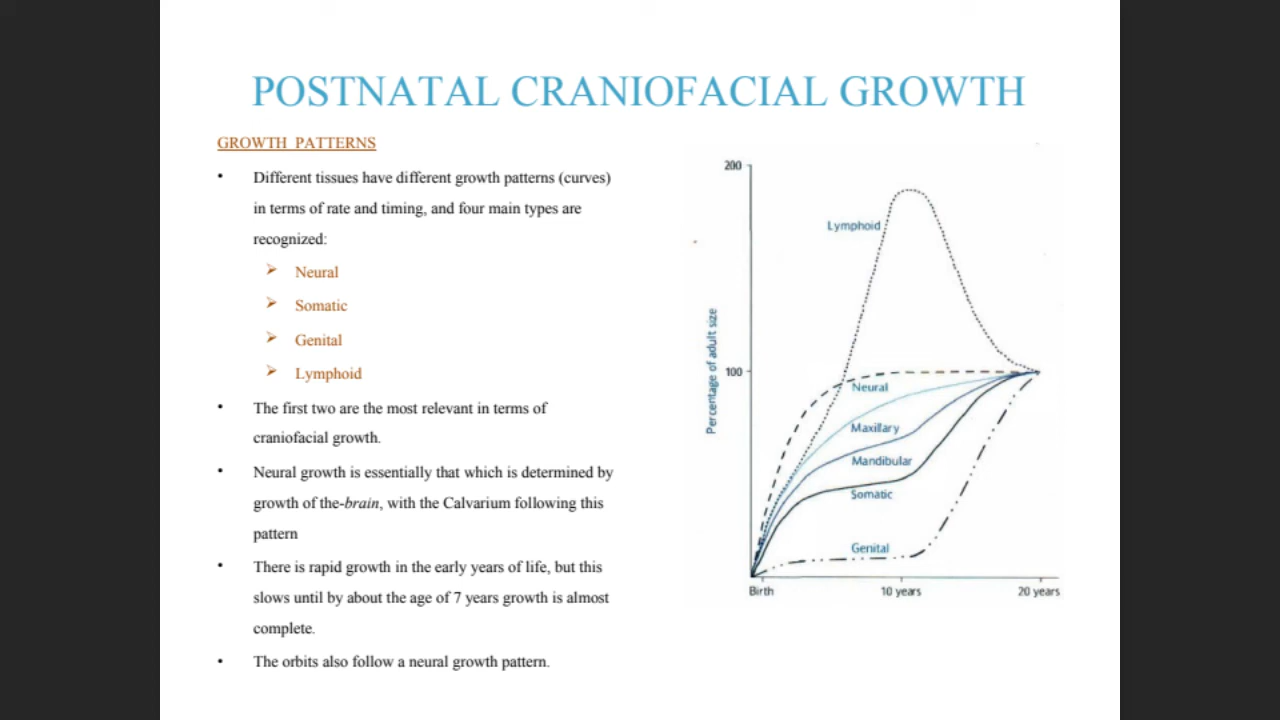 POSTNATAL CRANIOFACIAL GROWTH
GROWTH PATTERNS
• Different tissues have different growth patterns (curves)
in terms of rate and timing, and four main types are
recognized:
➢ Neural
➢ Somatic
➢ Genital
➢ Lymphoid
• The first two are the most relevant in terms of
craniofacial growth.
• Neural growth is essentially that which is determined by
growth of the-brain, with the Calvarium following this
pattern
• There is rapid growth in the early years of life, but this
slows until by about the age of 7 years growth is almost
complete.
• The orbits also follow a neural growth pattern.
Percentage of adult size
200
100
Lymphoid
Neural
Maxillary
Mandibular
Somatic
Genital
Birth 10 years 20 years